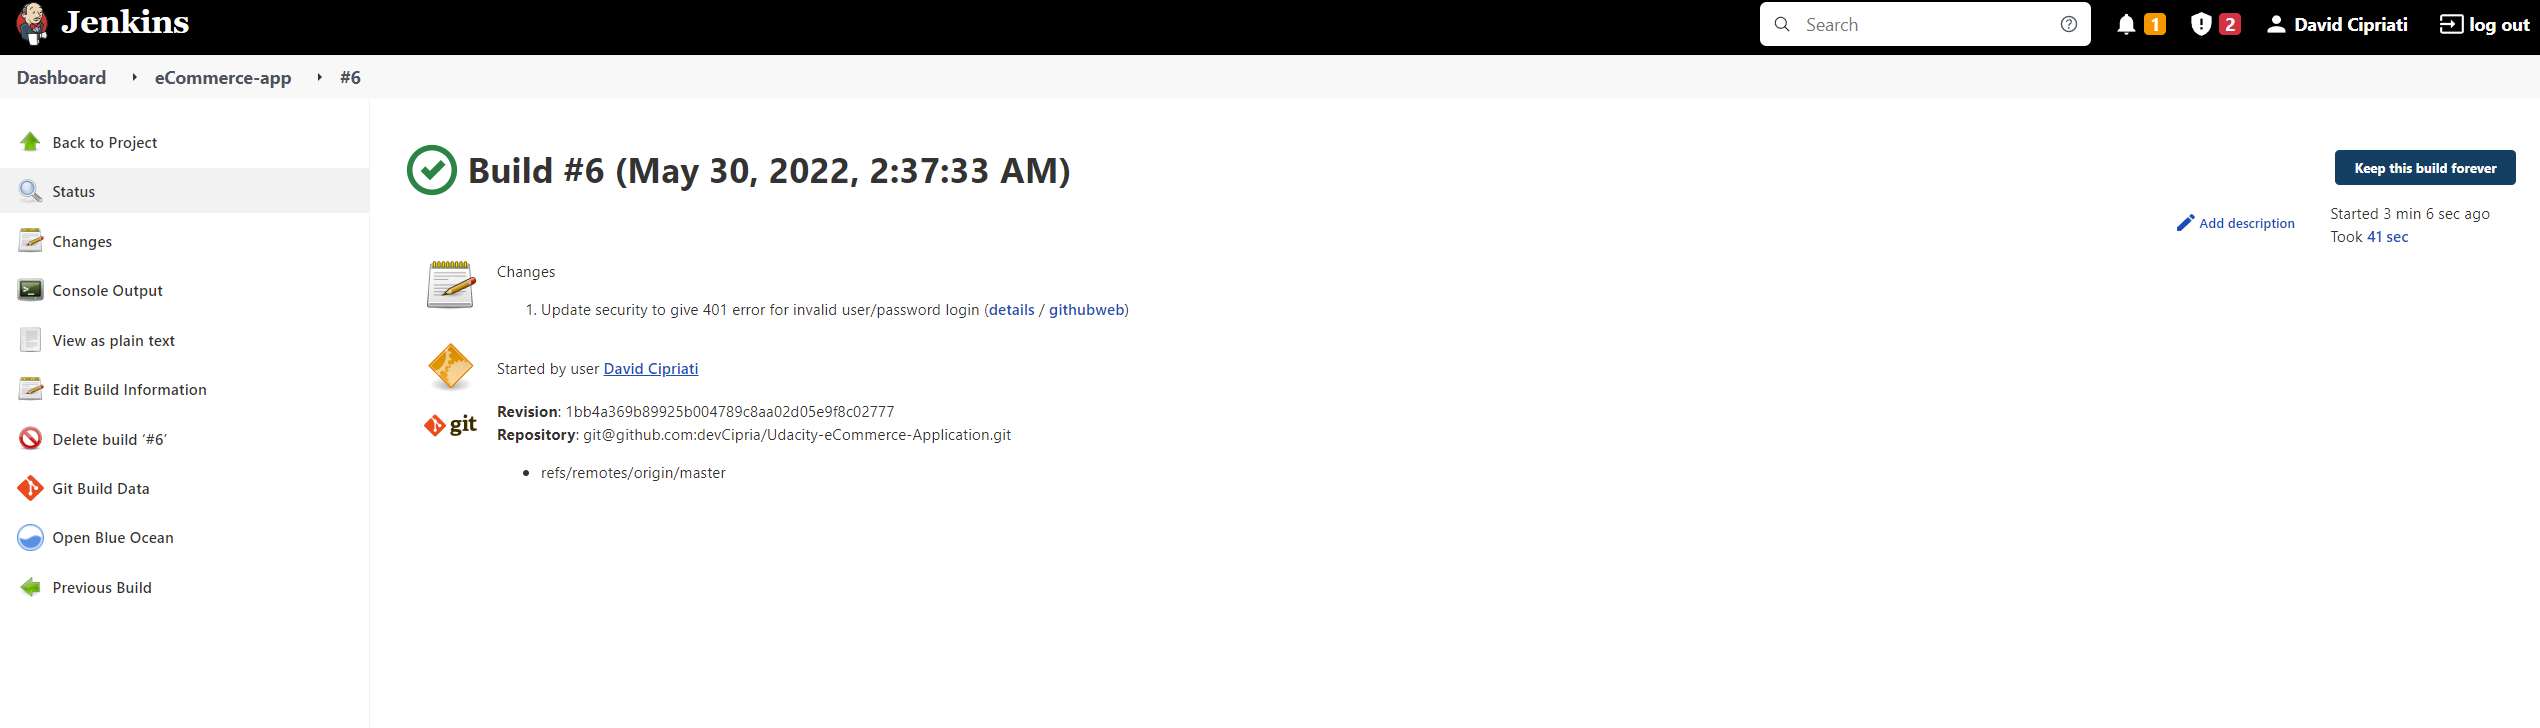 Jenkins
Search
1
2
David Cipriati
log out
Dashboard
eCommerce-app
#6
Back to Project
Status
Changes
Console Output
View as plain text
Edit Build Information
Delete build ‘#6’
Git Build Data
Open Blue Ocean
Previous Build
Build #6 (May 30, 2022, 2:37:33 AM)
Keep this build forever
Add description
Started 3 min 6 sec ago
Took 41 sec
Changes
1. Update security to give 401 error for invalid user/password login (details / githubweb)
Started by user David Cipriati
git
Revision: 1bb4a369b89925b004789c8aa02d05e9f8c02777
Repository: git@github.com:devCipria/Udacity-eCommerce-Application.git
refs/remotes/origin/master